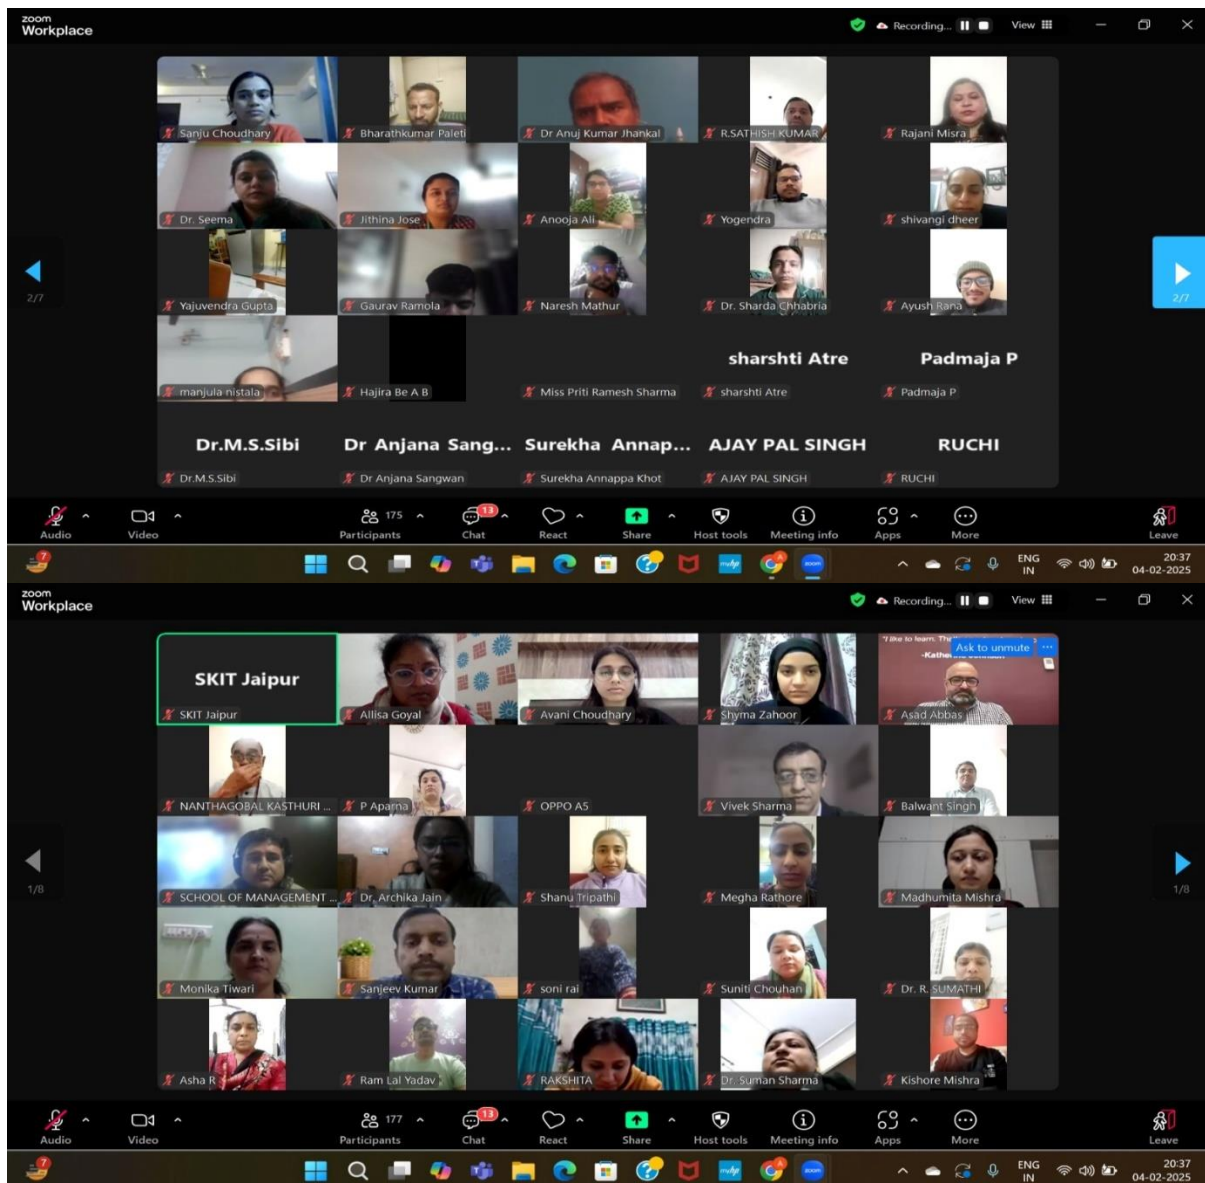 zoom
Workplace
Recording...
View
Sanju Choudhary
Bharathkumar Paleti
Dr Anuj Kumar Jhankal
R.SATHISH KUMAR
Rajani Misra
Dr. Seema
Jithina Jose
Anooja Ali
Yogendra
shivangi dheer
2/7
2/7
Yajuvendra Gupta
Gaurav Ramola
Naresh Mathur
Dr. Sharda Chhabria
Ayush Rana
sharshti Atre
Padmaja P
manjula nistala
Hajira Be A B
Miss Priti Ramesh Sharma
sharshti Atre
Padmaja P
Dr.M.S.Sibi
Dr Anjana Sang...
Surekha Annap...
AJAY PAL SINGH
RUCHI
Dr.M.S.Sibi
Dr Anjana Sangwan
Surekha Annappa Khot
AJAY PAL SINGH
RUCHI
175
13
Audio
Video
Participants
Chat
React
Share
Host tools
Meeting info
Apps
More
Leave
7
ENG
IN
20:37
04-02-2025
zoom
Workplace
Recording...
View
"I like to learn.
Ask to unmute
SKIT Jaipur
SKIT Jaipur
Allisa Goyal
Avani Choudhary
Shyma Zahoor
Asad Abbas
NANTHAGOBAL KASTHURI ...
P Aparna
OPPO A5
Vivek Sharma
Balwant Singh
1/8
1/8
SCHOOL OF MANAGEMENT ...
Dr, Archika Jain
Shanu Tripathi
Megha Rathore
Madhumita Mishra
Monika Tiwari
Sanjeev Kumar
soni rai
Suniti Chouhan
Dr. R. SUMATHI
Asha R
Ram Lal Yadav
RAKSHITA
Dr. Suman Sharma
Kishore Mishra
177
13
Audio
Video
Participants
Chat
React
Share
Host tools
Meeting info
Apps
More
Leave
7
ENG
IN
20:37
04-02-2025